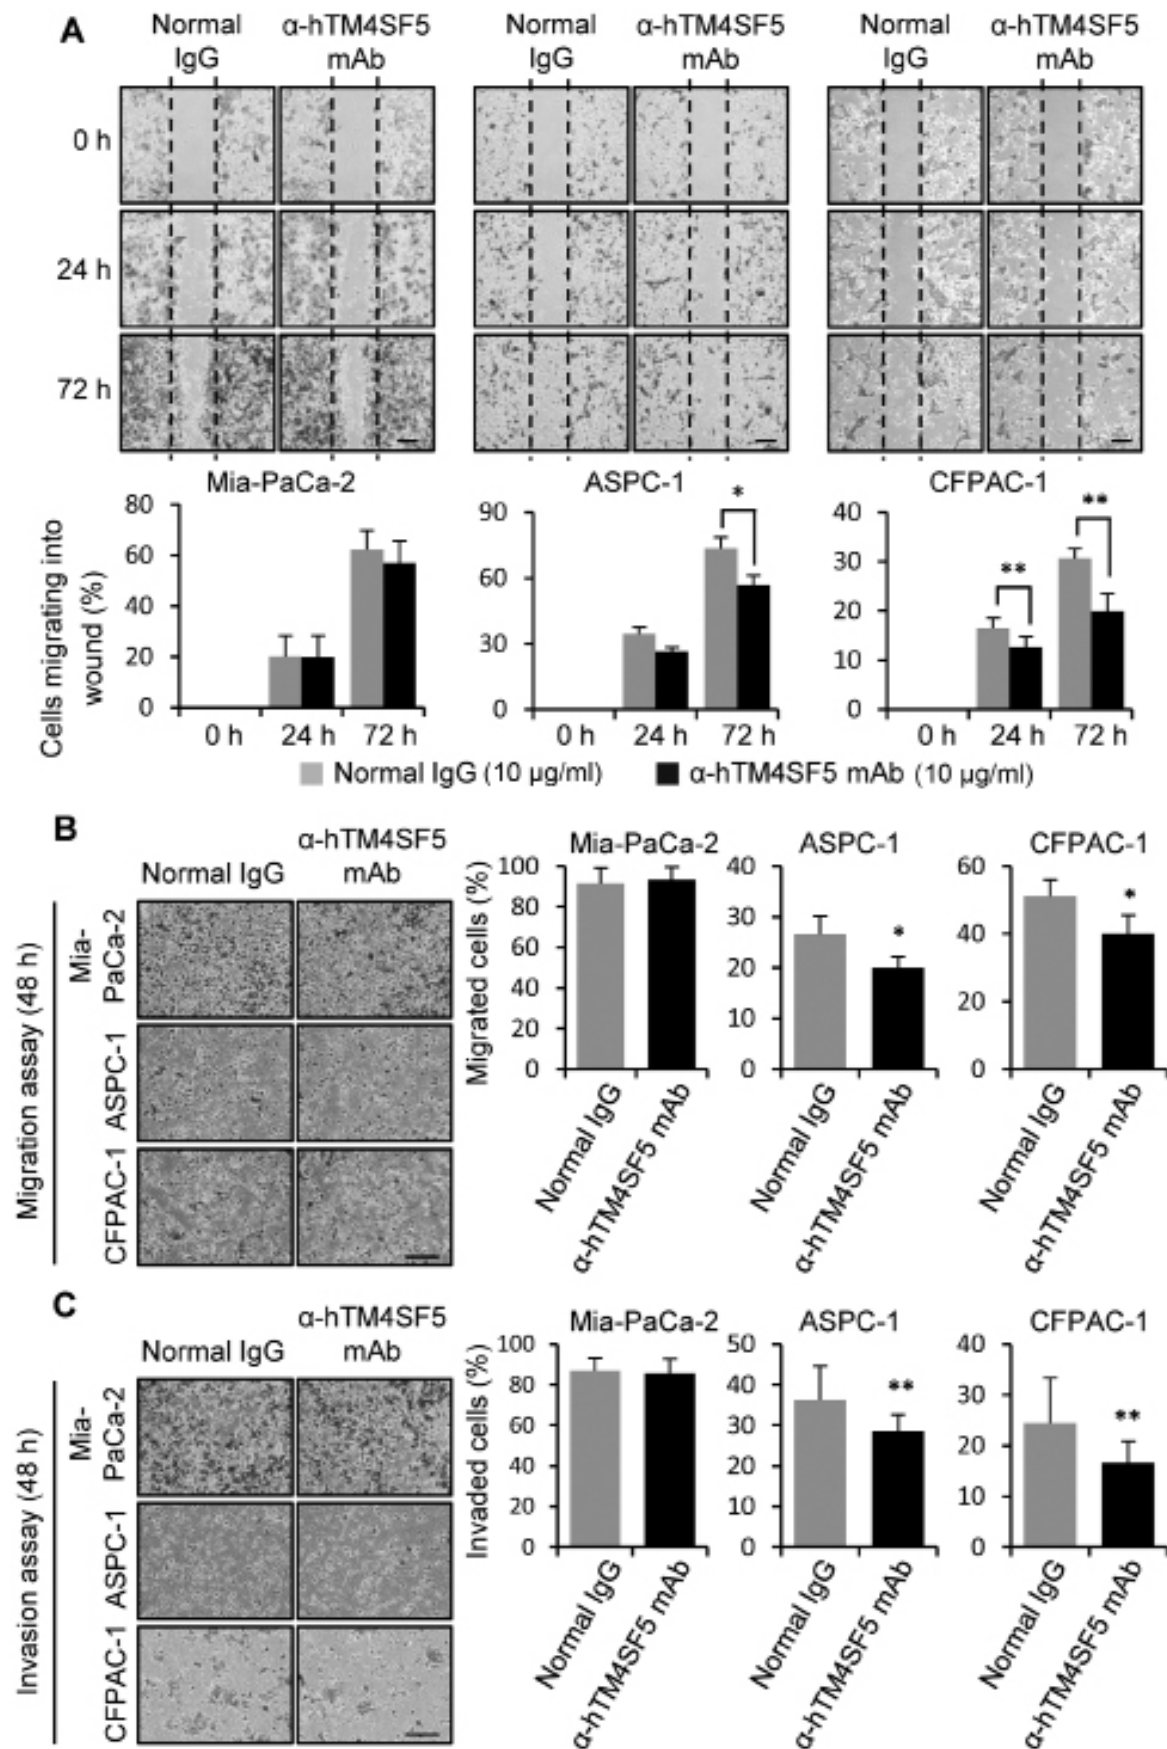 A
Normal IgG
α-hTM4SF5 mAb
Normal IgG
α-hTM4SF5 mAb
Normal IgG
α-hTM4SF5 mAb
0 h
24 h
72 h
Mia-PaCa-2
ASPC-1
CFPAC-1
Cells migrating into wound (%)
80
60
40
20
0
0 h 24 h 72 h
90
60
30
0
*
0 h 24 h 72 h
40
30
20
10
0
**
**
0 h 24 h 72 h
Normal IgG (10 µg/ml) α-hTM4SF5 mAb (10 µg/ml)
B
Normal IgG
α-hTM4SF5 mAb
Migration assay (48 h)
Mia-PaCa-2
ASPC-1
CFPAC-1
Mia-PaCa-2
Migrated cells (%)
100
80
60
40
20
0
Normal IgG
α-hTM4SF5 mAb
ASPC-1
40
30
20
10
0
*
Normal IgG
α-hTM4SF5 mAb
CFPAC-1
60
40
20
0
*
Normal IgG
α-hTM4SF5 mAb
C
Normal IgG
α-hTM4SF5 mAb
Invasion assay (48 h)
Mia-PaCa-2
ASPC-1
CFPAC-1
Mia-PaCa-2
Invaded cells (%)
100
80
60
40
20
0
Normal IgG
α-hTM4SF5 mAb
ASPC-1
50
40
30
20
10
0
**
Normal IgG
α-hTM4SF5 mAb
CFPAC-1
40
30
20
10
0
**
Normal IgG
α-hTM4SF5 mAb